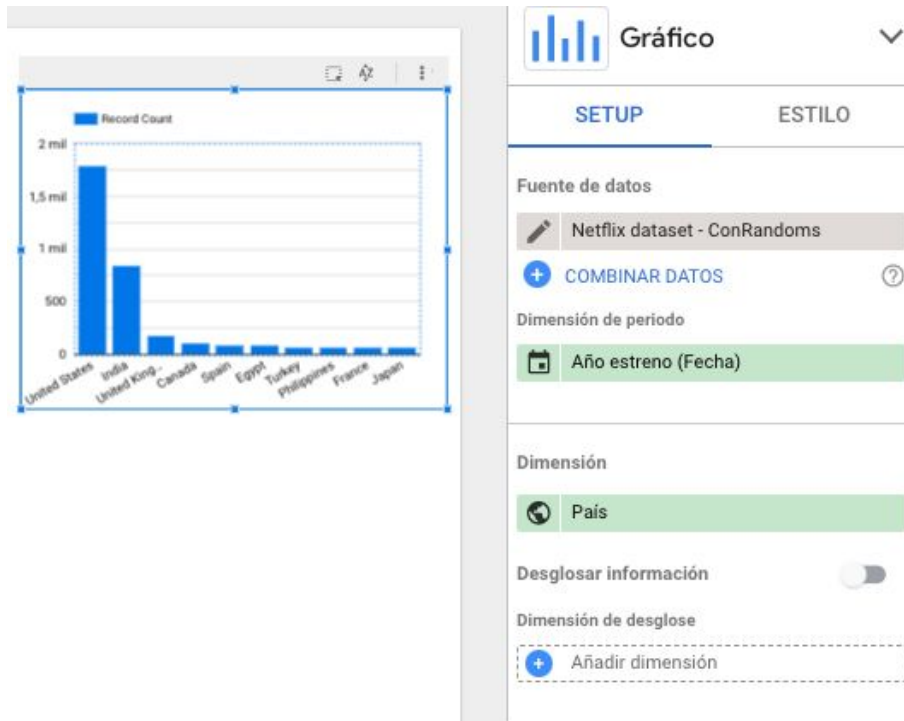 Gráfico
SETUP ESTILO
Fuente de datos
Netflix dataset - ConRandoms
COMBINAR DATOS
Dimensión de periodo
Año estreno (Fecha)
Dimensión
País
Desglosar información
Dimensión de desglose
Añadir dimensión
Record Count
2 mil
1,5 mil
1 mil
500
0
United States
India
United King...
Canada
Spain
Egypt
Turkey
Philippines
France
Japan